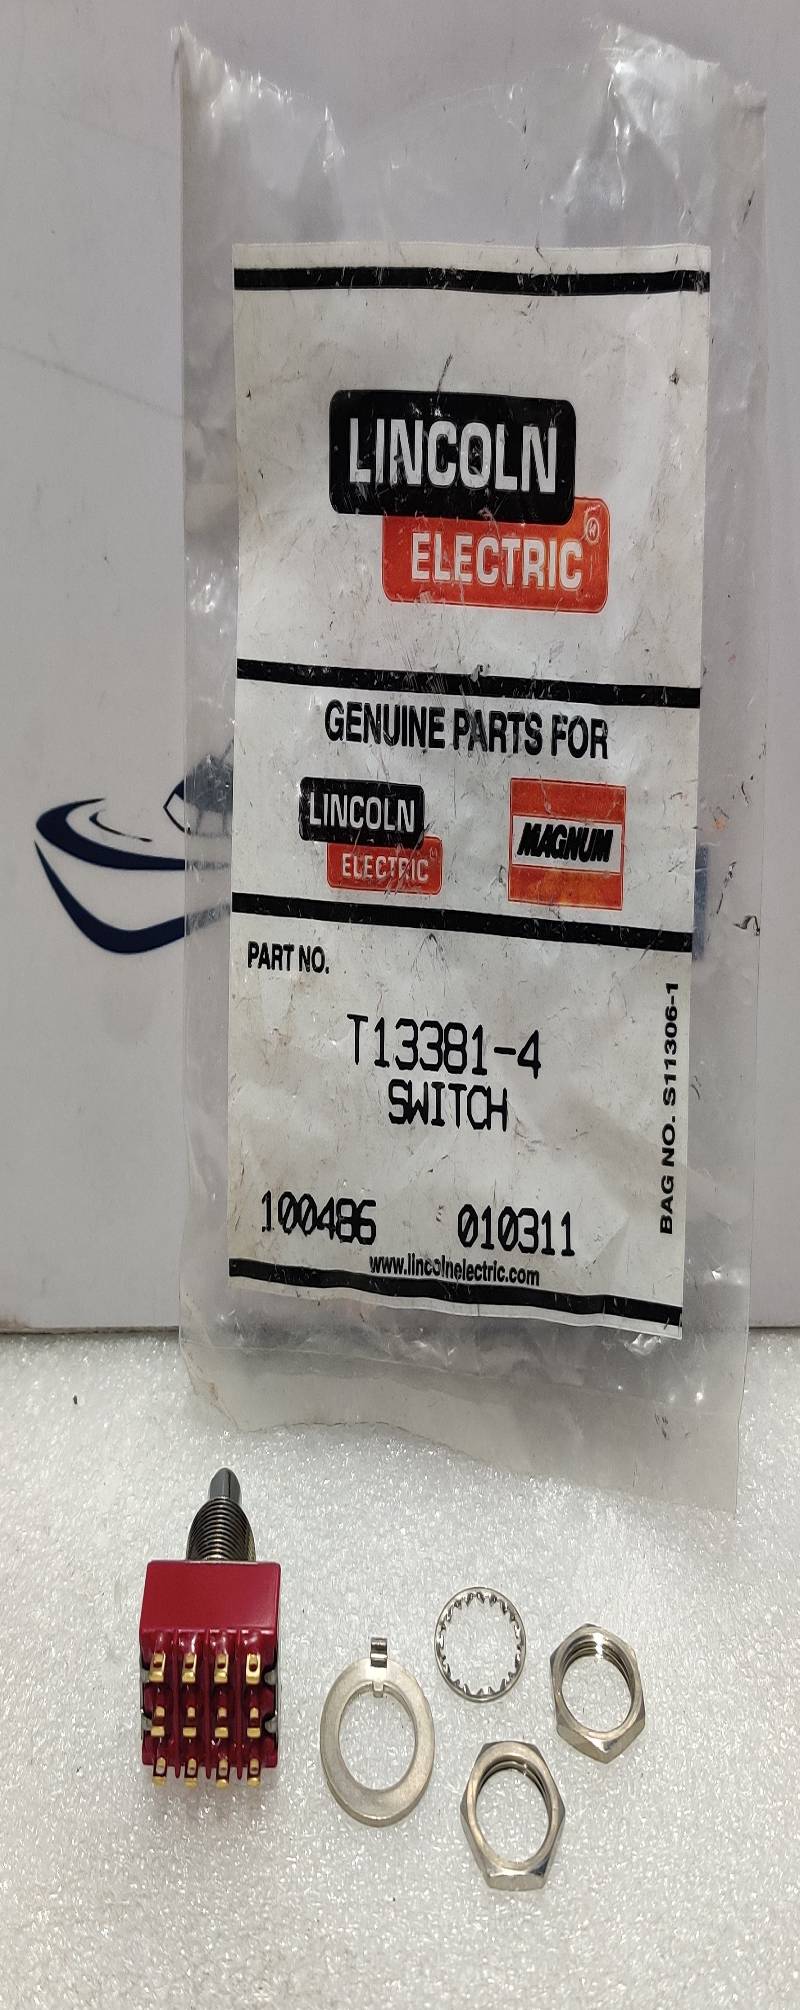 LINCOLN
ELECTRIC®
GENUINE PARTS FOR
LINCOLN
ELECTRIC
MAGNUM
PART NO.
T13381-4
SWITCH
100486 010311
www.lincolnelectric.com
BAG NO. S11306-1